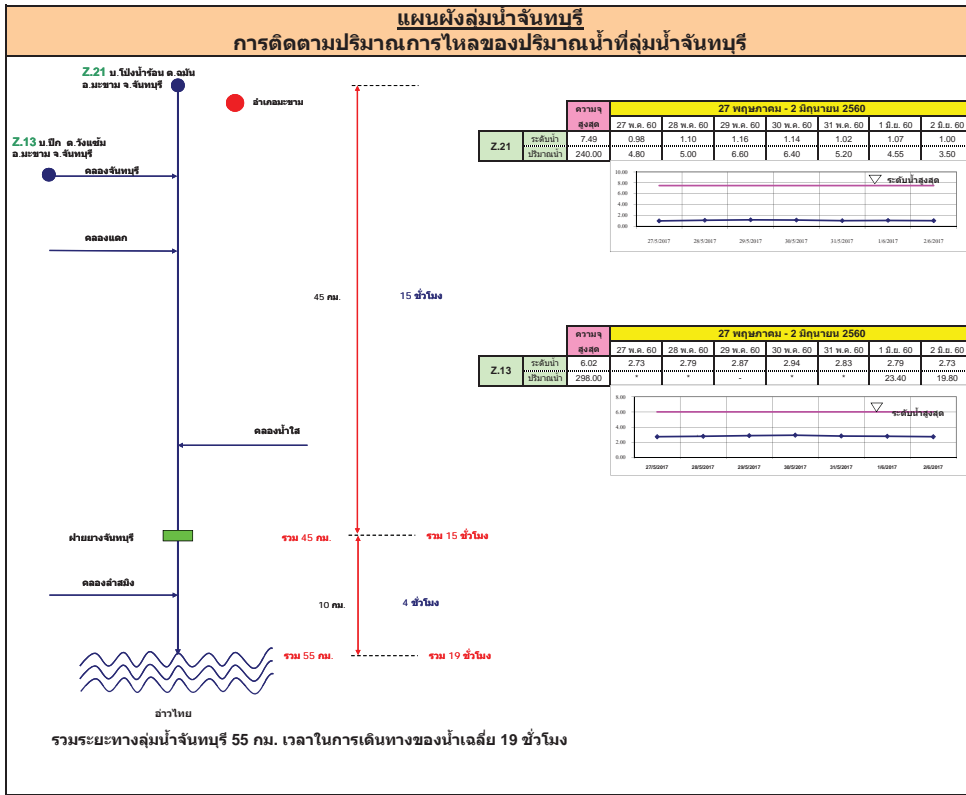 แผนผังลุ่มน้ำจันทบุรี
การติดตามปริมาณการไหลของปริมาณน้ำที่ลุ่มน้ำจันทบุรี
Z.21 บ.โป่งน้ำร้อน ต.ฉมัน
อ.มะขาม จ.จันทบุรี
อำเภอมะขาม
Z.13 บ.ปึก ต.วังแซ้ม
อ.มะขาม จ.จันทบุรี
คลองจันทบุรี
คลองแตก
45 กม.
15 ชั่วโมง
คลองน้ำใส
ฝายยางจันทบุรี
รวม 45 กม.
รวม 15 ชั่วโมง
คลองลำสมิง
10 กม.
4 ชั่วโมง
รวม 55 กม.
รวม 19 ชั่วโมง
อ่าวไทย
รวมระยะทางลุ่มน้ำจันทบุรี 55 กม. เวลาในการเดินทางของน้ำเฉลี่ย 19 ชั่วโมง
ความจุ 27 พฤษภาคม - 2 มิถุนายน 2560
สูงสุด 27 พ.ค. 60 28 พ.ค. 60 29 พ.ค. 60 30 พ.ค. 60 31 พ.ค. 60 1 มิ.ย. 60 2 มิ.ย. 60
Z.21 ระดับน้ำ 7.49 0.98 1.10 1.16 1.14 1.02 1.07 1.00
ปริมาณน้ำ 240.00 4.80 5.00 6.60 6.40 5.20 4.55 3.50
10.00
8.00
6.00
4.00
2.00
0.00
ระดับน้ำสูงสุด
27/5/2017 28/5/2017 29/5/2017 30/5/2017 31/5/2017 1/6/2017 2/6/2017
ความจุ 27 พฤษภาคม - 2 มิถุนายน 2560
สูงสุด 27 พ.ค. 60 28 พ.ค. 60 29 พ.ค. 60 30 พ.ค. 60 31 พ.ค. 60 1 มิ.ย. 60 2 มิ.ย. 60
Z.13 ระดับน้ำ 6.02 2.73 2.79 2.87 2.94 2.83 2.79 2.73
ปริมาณน้ำ 298.00 * * - * * 23.40 19.80
8.00
6.00
4.00
2.00
0.00
ระดับน้ำสูงสุด
27/5/2017 28/5/2017 29/5/2017 30/5/2017 31/5/2017 1/6/2017 2/6/2017